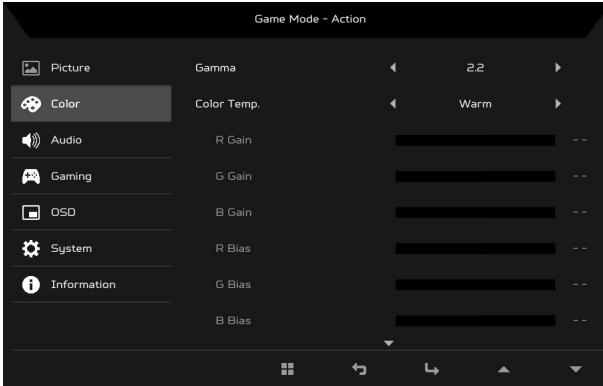 Game Mode - Action
Picture
Gamma 2.2
Color
Color Temp. Warm
Audio
R Gain - -
Gaming
G Gain - -
OSD
B Gain - -
System
R Bias - -
Information
G Bias - -
B Bias - -